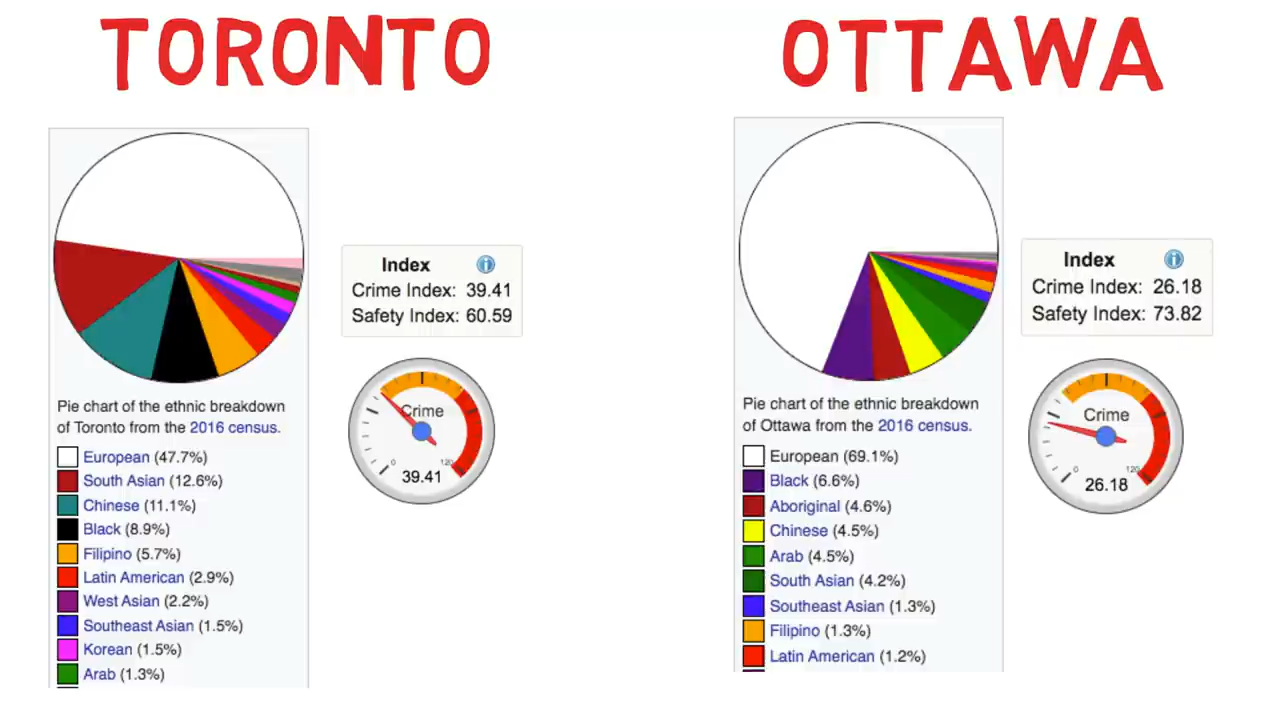 TORONTO
Pie chart of the ethnic breakdown
of Toronto from the 2016 census.
European (47.7%)
South Asian (12.6%)
Chinese (11.1%)
Black (8.9%)
Filipino (5.7%)
Latin American (2.9%)
West Asian (2.2%)
Southeast Asian (1.5%)
Korean (1.5%)
Arab (1.3%)
Index
Crime Index: 39.41
Safety Index: 60.59
Crime
0
120
39.41
OTTAWA
Pie chart of the ethnic breakdown
of Ottawa from the 2016 census.
European (69.1%)
Black (6.6%)
Aboriginal (4.6%)
Chinese (4.5%)
Arab (4.5%)
South Asian (4.2%)
Southeast Asian (1.3%)
Filipino (1.3%)
Latin American (1.2%)
Index
Crime Index: 26.18
Safety Index: 73.82
Crime
0
120
26.18